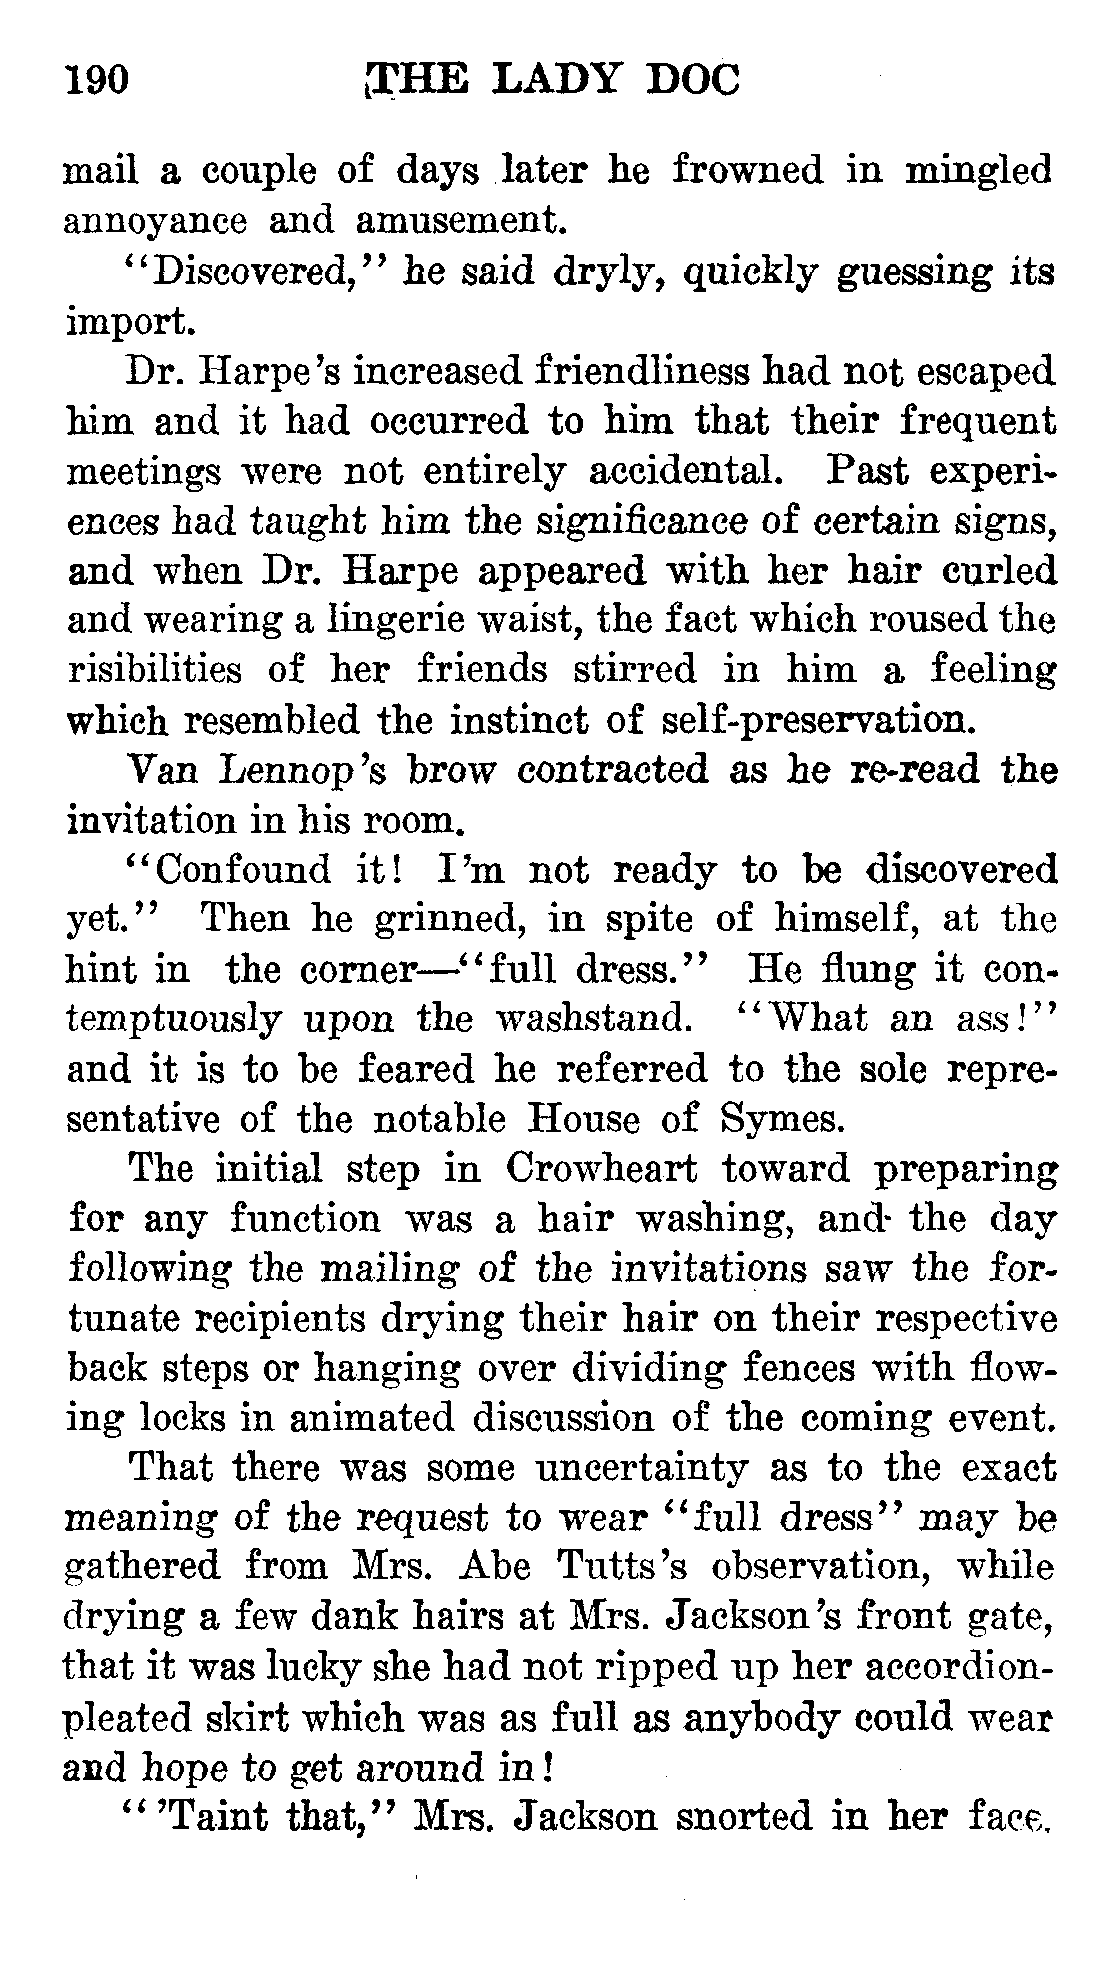 190 THE LADY DOC
mail a couple of days later he frowned in mingled
annoyance and amusement.
"Discovered," he said dryly, quickly guessing its
import.
Dr. Harpe's increased friendliness had not escaped
him and it had occurred to him that their frequent
meetings were not entirely accidental. Past experi-
ences had taught him the significance of certain signs,
and when Dr. Harpe appeared with her hair curled
and wearing a lingerie waist, the fact which roused the
risibilities of her friends stirred in him a feeling
which resembled the instinct of self-preservation.
Van Lennop's brow contracted as he re-read the
invitation in his room.
"Confound it! I'm not ready to be discovered
yet." Then he grinned, in spite of himself, at the
hint in the corner—"full dress." He flung it con-
temptuously upon the washstand. "What an ass!"
and it is to be feared he referred to the sole repre-
sentative of the notable House of Symes.
The initial step in Crowheart toward preparing
for any function was a hair washing, and the day
following the mailing of the invitations saw the for-
tunate recipients drying their hair on their respective
back steps or hanging over dividing fences with flow-
ing locks in animated discussion of the coming event.
That there was some uncertainty as to the exact
meaning of the request to wear "full dress" may be
gathered from Mrs. Abe Tutts's observation, while
drying a few dank hairs at Mrs. Jackson's front gate,
that it was lucky she had not ripped up her accordion-
pleated skirt which was as full as anybody could wear
and hope to get around in!
"'Taint that," Mrs. Jackson snorted in her face.